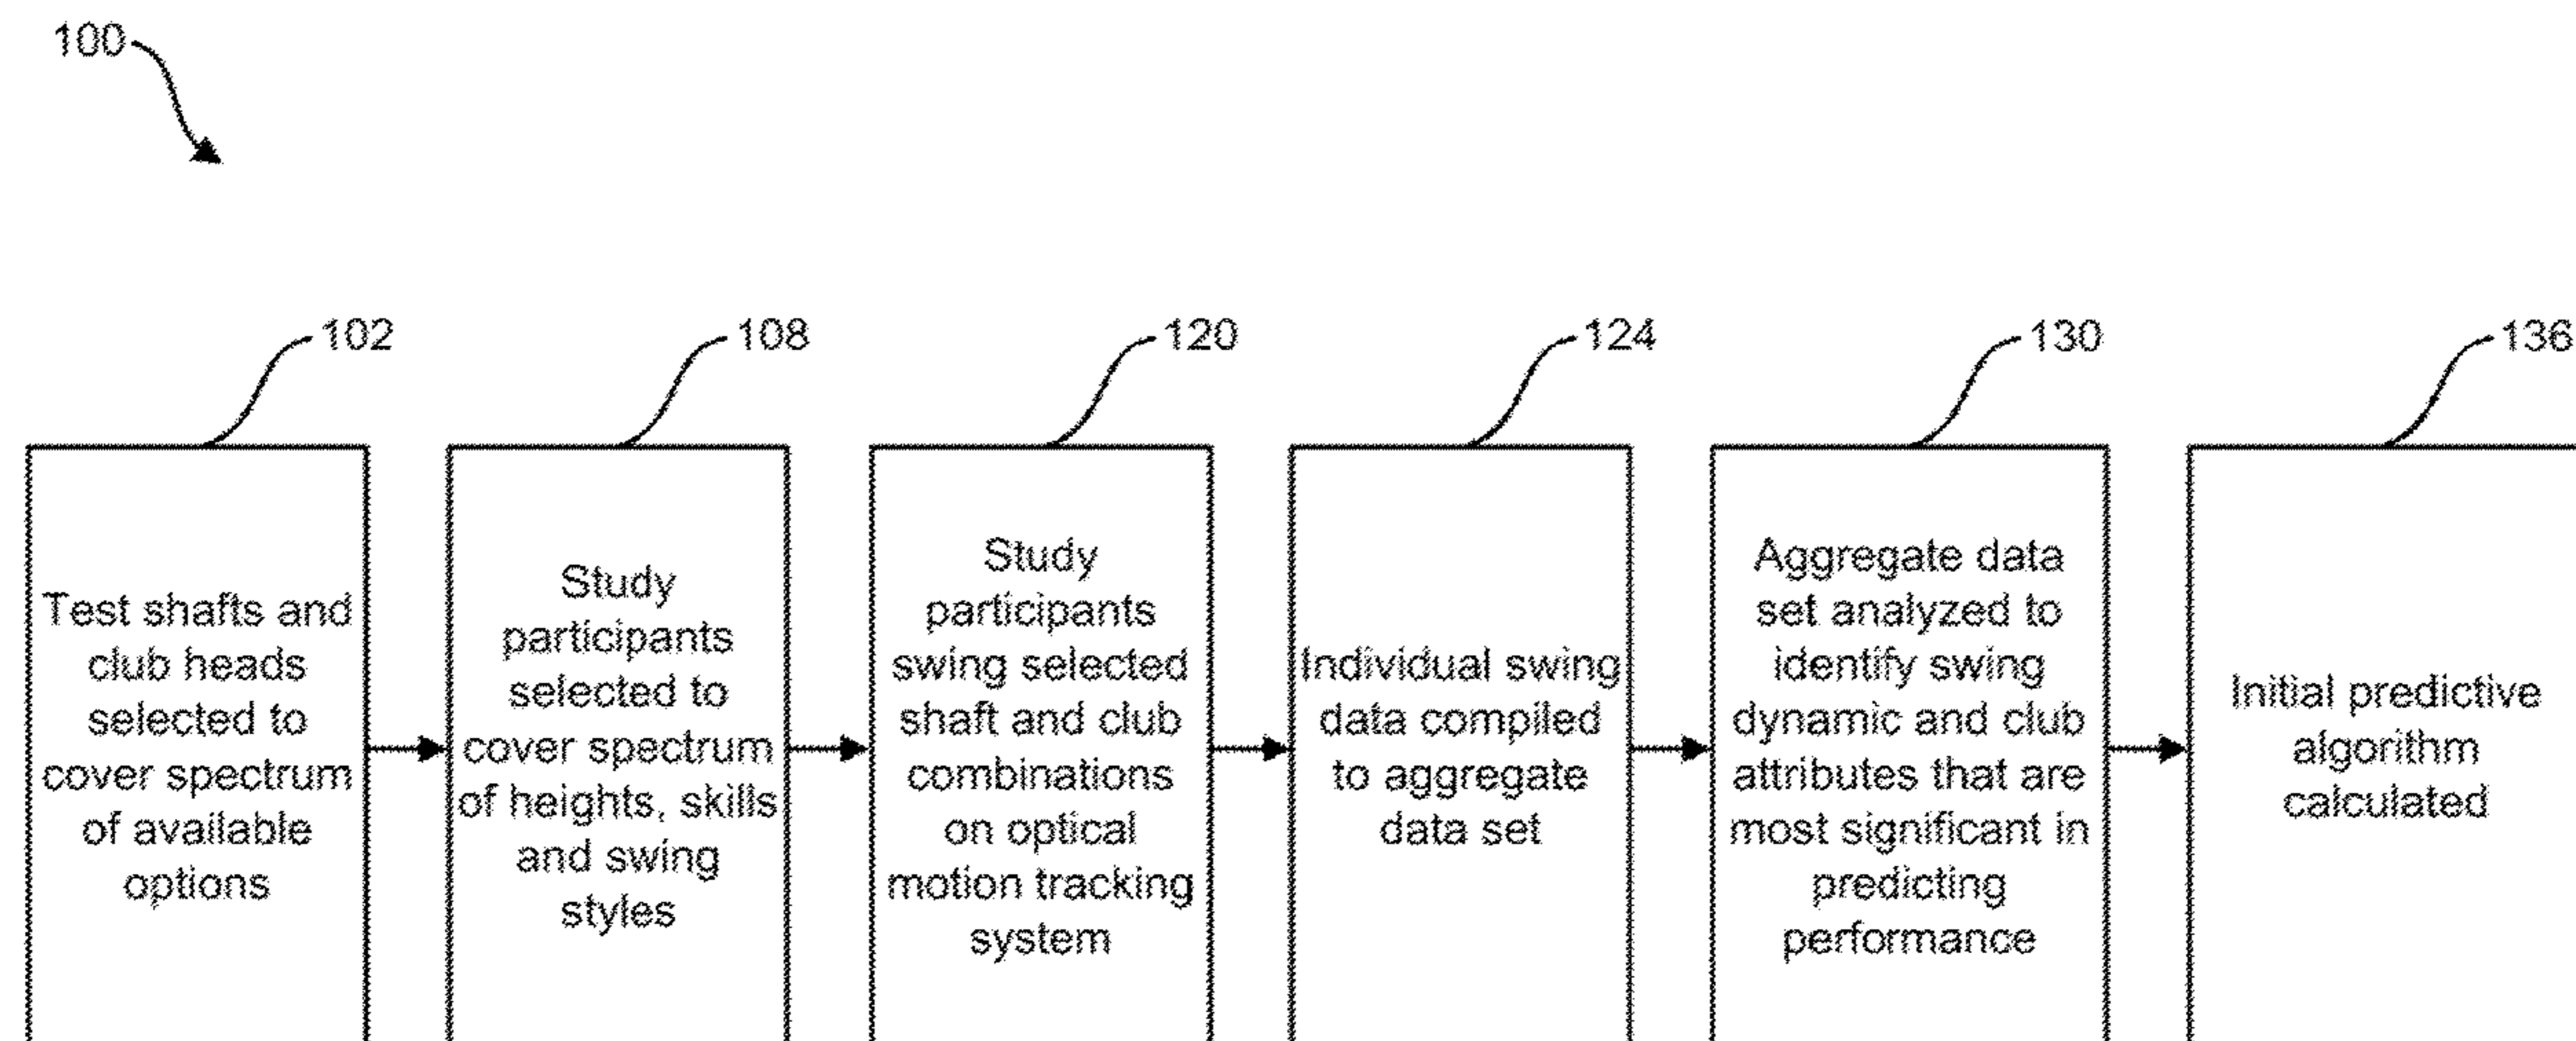 100
102
108
120
124
130
136
Test shafts and
club heads
selected to
cover spectrum
of available
options
Study
participants
selected to
cover spectrum
of heights, skills
and swing
styles
Study
participants
swing selected
shaft and club
combinations
on optical
motion tracking
system
Individual swing
data compiled
to aggregate
data set
Aggregate data
set analyzed to
identify swing
dynamic and club
attributes that are
most significant in
predicting
performance
Initial predictive
algorithm
calculated